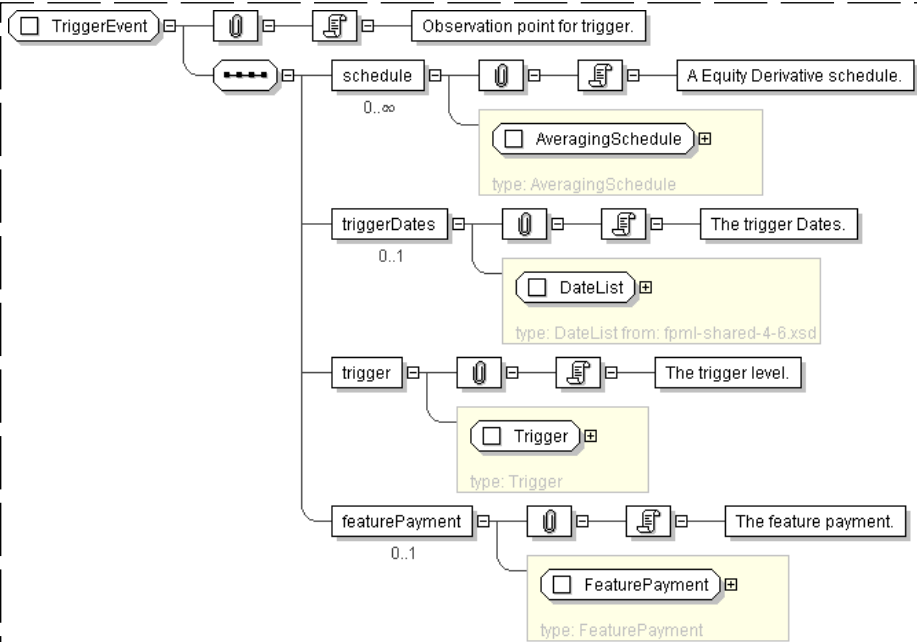 TriggerEvent
Observation point for trigger.
schedule
A Equity Derivative schedule.
0..∞
AveragingSchedule
type: AveragingSchedule
triggerDates
The trigger Dates.
0..1
DateList
type: DateList from: fpml-shared-4-6.xsd
trigger
The trigger level.
Trigger
type: Trigger
featurePayment
The feature payment.
0..1
FeaturePayment
type: FeaturePayment